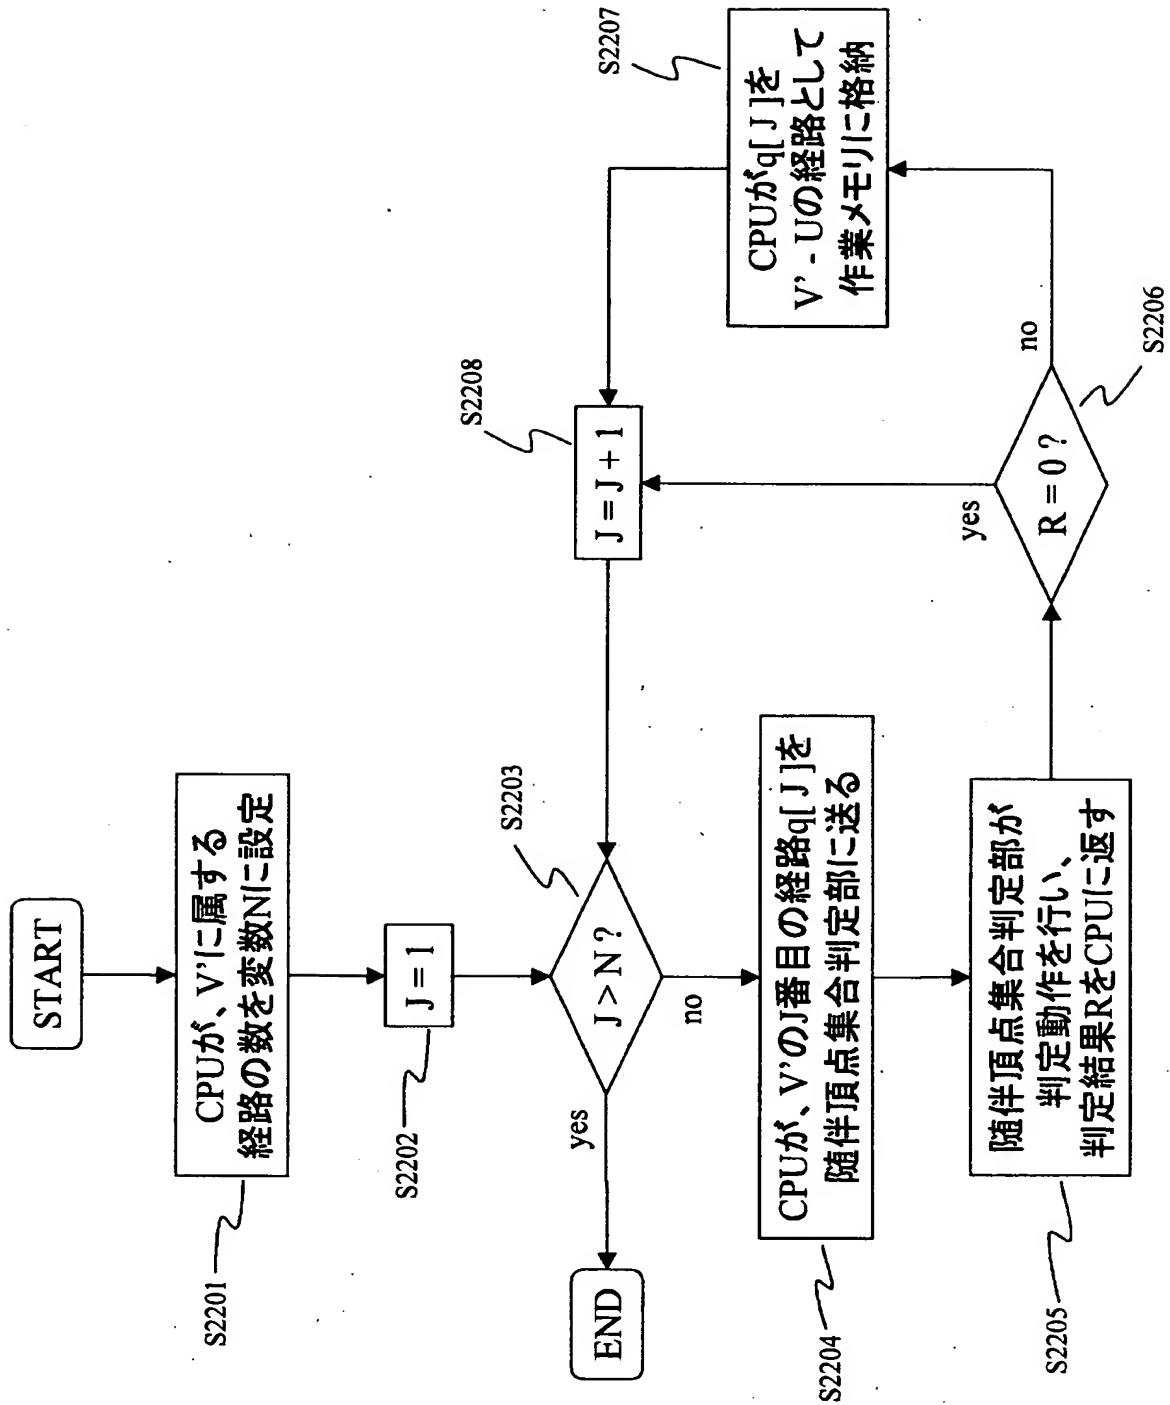 START
S2201
CPUが、V'に属する
経路の数を変数Nに設定
S2202
J = 1
S2203
J > N ?
yes
no
END
S2204
CPUが、V'のJ番目の経路q[ J ]を
随伴頂点集合判定部に送る
S2205
随伴頂点集合判定部が
判定動作を行い、
判定結果RをCPUに返す
S2206
R = 0 ?
yes
no
S2207
CPUがq[ J ]を
V' - Uの経路として
作業メモリに格納
S2208
J = J + 1